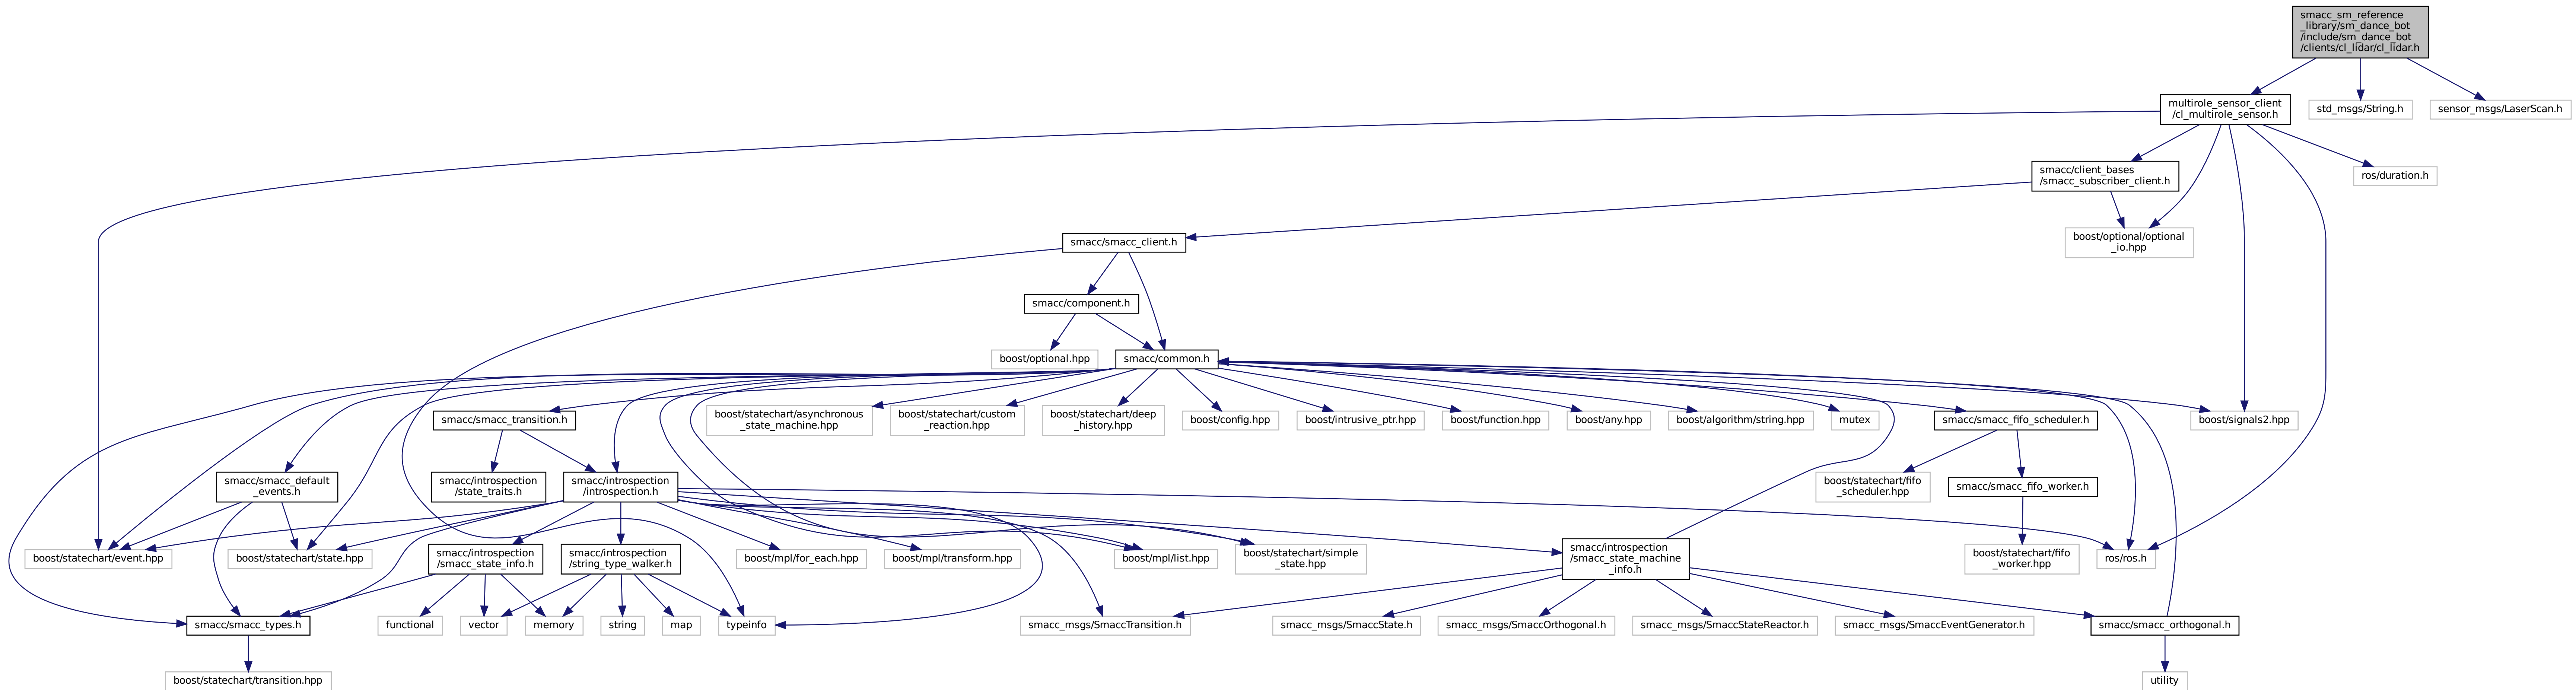 smacc_sm_reference
_library/sm_dance_bot
/include/sm_dance_bot
/clients/cl_lidar/cl_lidar.h
multirole_sensor_client
/cl_multirole_sensor.h
std_msgs/String.h
sensor_msgs/LaserScan.h
smacc/client_bases
/smacc_subscriber_client.h
ros/duration.h
smacc/smacc_client.h
boost/optional/optional
_io.hpp
smacc/component.h
boost/optional.hpp
smacc/common.h
smacc/smacc_transition.h
boost/statechart/asynchronous
_state_machine.hpp
boost/statechart/custom
_reaction.hpp
boost/statechart/deep
_history.hpp
boost/config.hpp
boost/intrusive_ptr.hpp
boost/function.hpp
boost/any.hpp
boost/algorithm/string.hpp
mutex
smacc/smacc_fifo_scheduler.h
boost/signals2.hpp
smacc/smacc_default
_events.h
smacc/introspection
/state_traits.h
smacc/introspection
/introspection.h
boost/statechart/fifo
_scheduler.hpp
smacc/smacc_fifo_worker.h
boost/statechart/event.hpp
boost/statechart/state.hpp
smacc/introspection
/smacc_state_info.h
smacc/introspection
/string_type_walker.h
boost/mpl/for_each.hpp
boost/mpl/transform.hpp
boost/mpl/list.hpp
boost/statechart/simple
_state.hpp
smacc/introspection
/smacc_state_machine
_info.h
boost/statechart/fifo
_worker.hpp
ros/ros.h
smacc/smacc_types.h
functional
vector
memory
string
map
typeinfo
smacc_msgs/SmaccTransition.h
smacc_msgs/SmaccState.h
smacc_msgs/SmaccOrthogonal.h
smacc_msgs/SmaccStateReactor.h
smacc_msgs/SmaccEventGenerator.h
smacc/smacc_orthogonal.h
boost/statechart/transition.hpp
utility